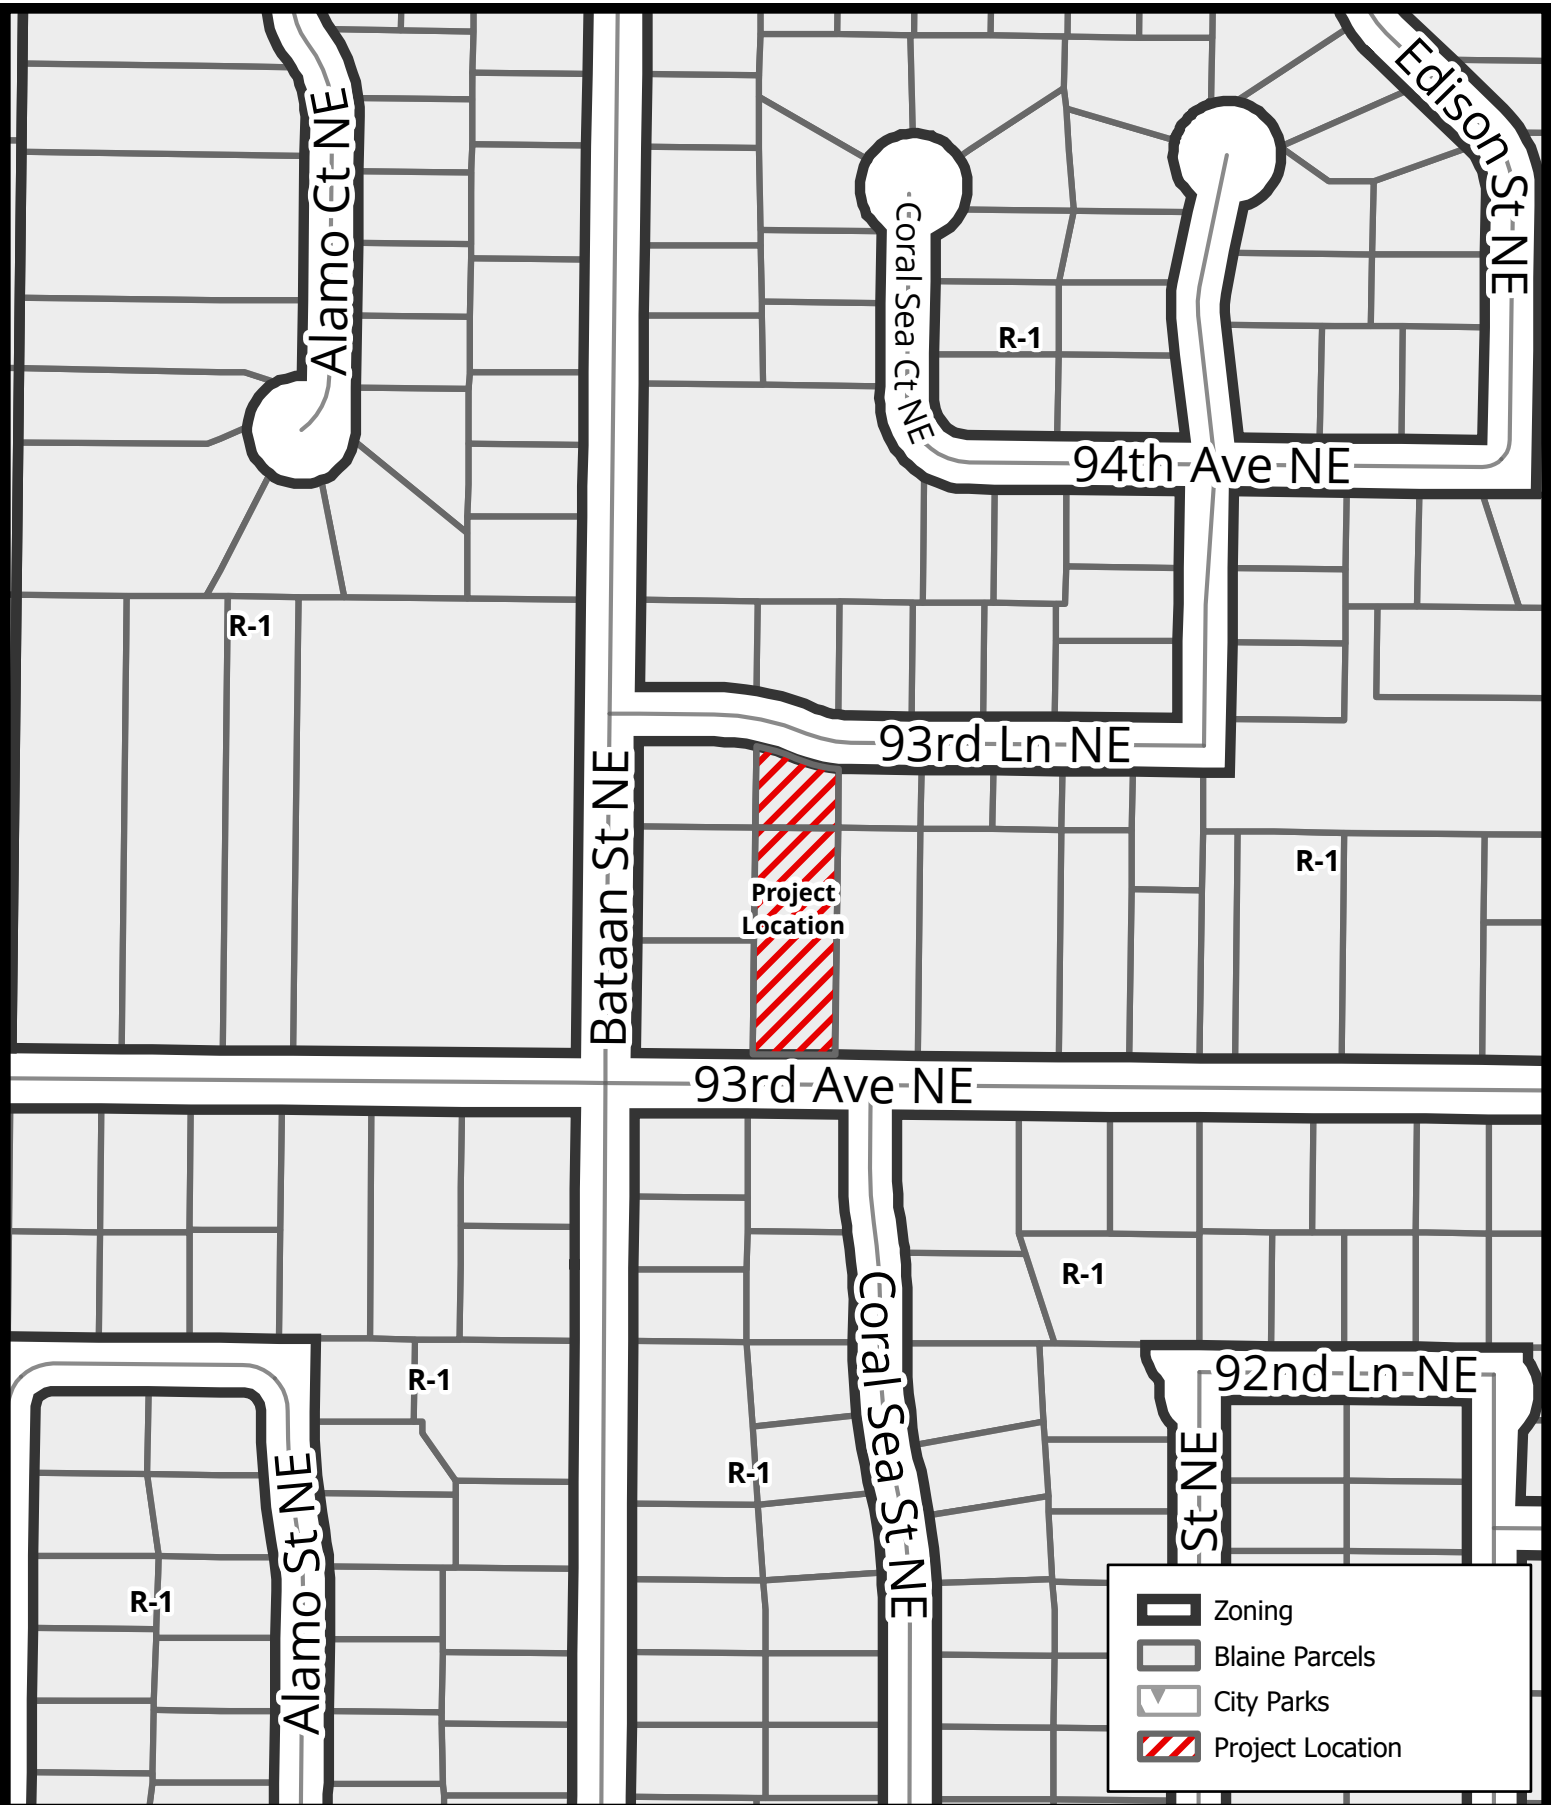 Edison St NE
Alamo Ct NE
Coral Sea Ct NE
R-1
94th Ave NE
R-1
93rd Ln NE
Bataan St NE
R-1
Project
Location
93rd Ave NE
R-1
Coral Sea St NE
R-1
92nd Ln NE
R-1
St NE
Alamo St NE
R-1
Zoning
Blaine Parcels
City Parks
Project Location